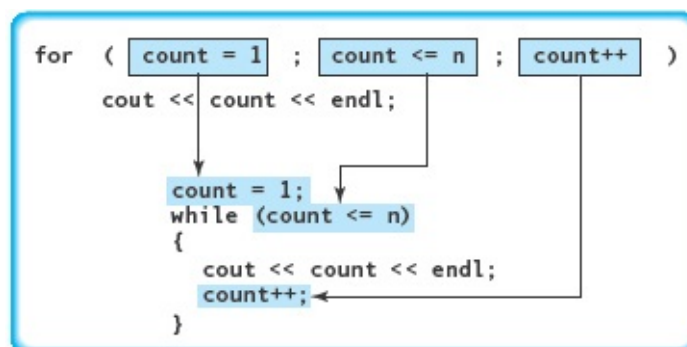 for ( count = 1 ; count <= n ; count++ )
cout << count << endl;
count = 1;
while (count <= n)
{
cout << count << endl;
count++;
}